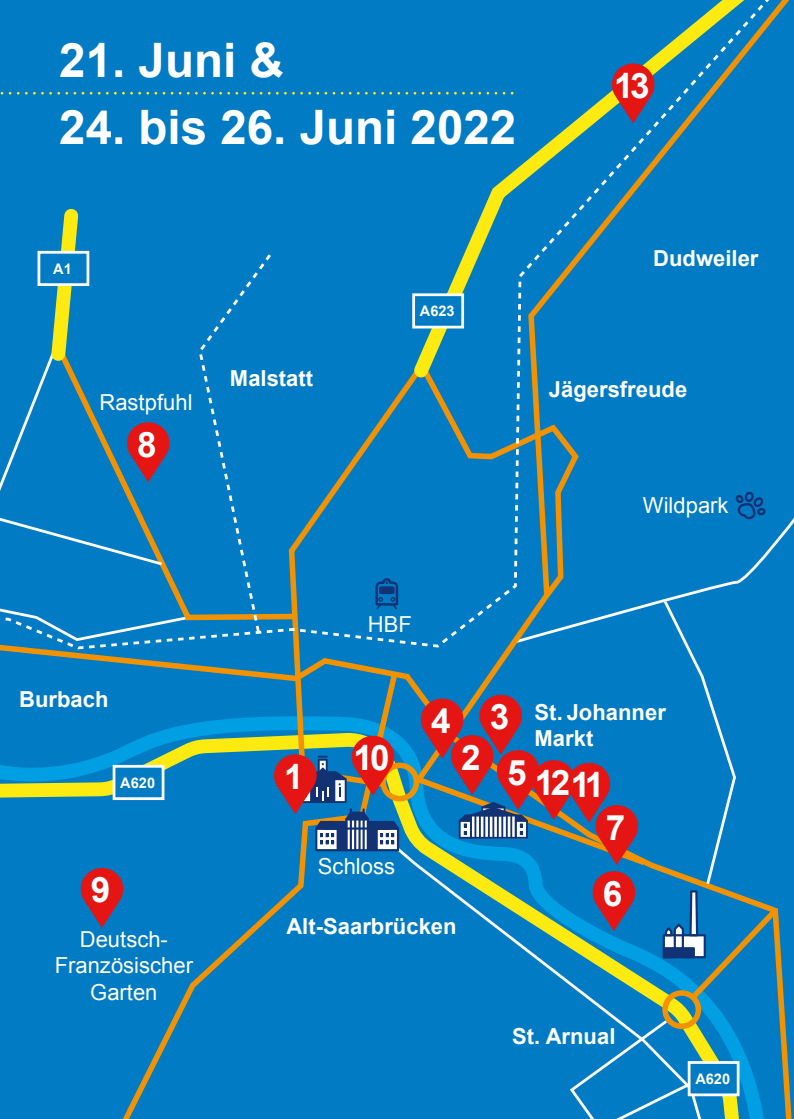 21. Juni &
24. bis 26. Juni 2022
13
A1
Dudweiler
A623
Malstatt
Jägersfreude
Rastpfuhl
8
Wildpark
HBF
Burbach
4
3
St. Johanner
Markt
10
2
1
5
12
11
A620
7
Schloss
9
6
Alt-Saarbrücken
Deutsch-
Französischer
Garten
St. Arnual
A620